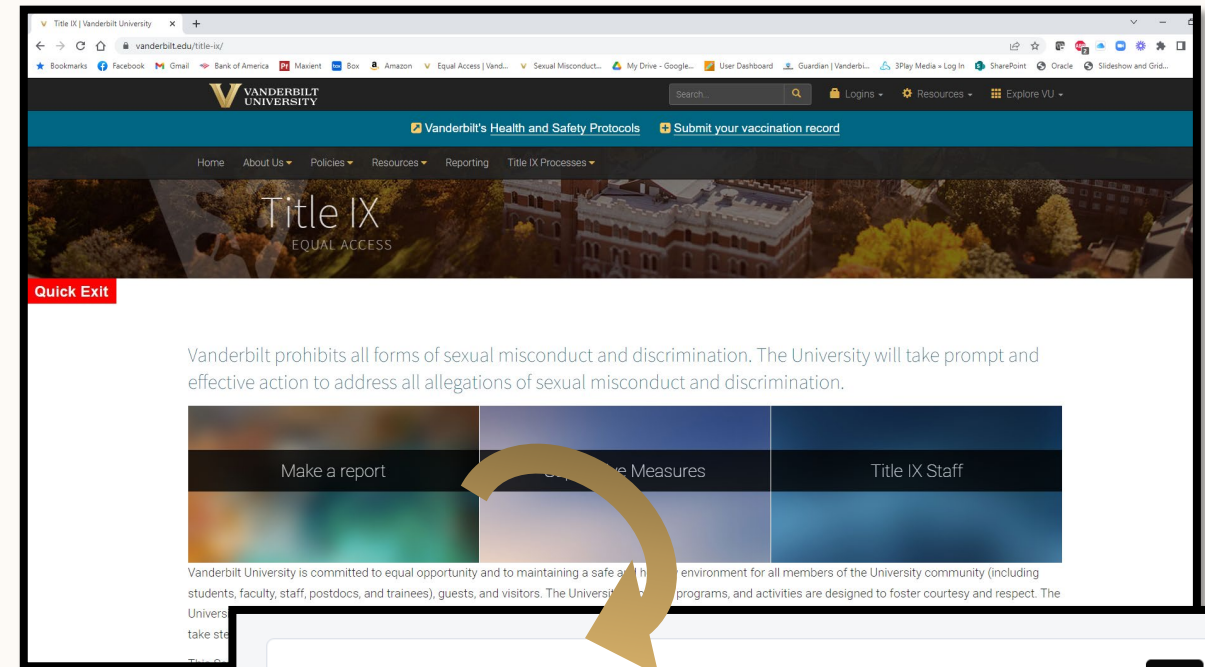 Title IX | Vanderbilt University
vanderbilt.edu/title-ix/
Bookmarks Facebook Gmail Bank of America Maxient Box Amazon Equal Access | Vand... Sexual Misconduct... My Drive - Google... User Dashboard Guardian | Vanderbi... 3Play Media » Log In SharePoint Oracle Slideshow and Grid...
VANDERBILT
UNIVERSITY
Search... Logins Resources Explore VU
Vanderbilt's Health and Safety Protocols Submit your vaccination record
Home About Us Policies Resources Reporting Title IX Processes
Title IX
EQUAL ACCESS
Quick Exit
Vanderbilt prohibits all forms of sexual misconduct and discrimination. The University will take prompt and
effective action to address all allegations of sexual misconduct and discrimination.
Make a report Measures Title IX Staff
Vanderbilt University is committed to equal opportunity and to maintaining a safe and environment for all members of the University community (including
students, faculty, staff, postdocs, and trainees), guests, and visitors. The programs, and activities are designed to foster courtesy and respect. The
take